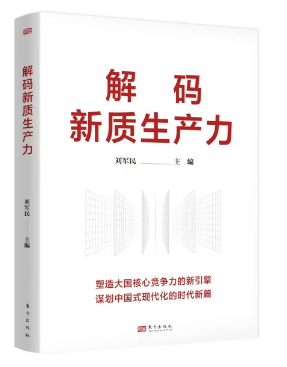 解码新质生产力
刘军民 主编
解 码
新质生产力
刘军民 主 编
塑造大国核心竞争力的新引擎
谋划中国式现代化的时代新篇
东方出版社